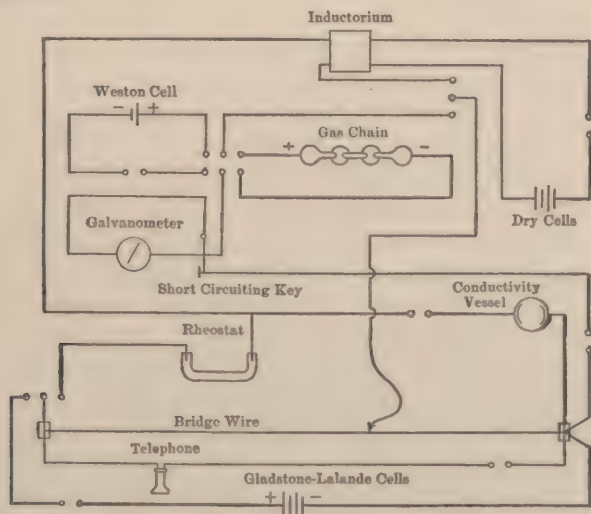 Inductorium
Weston Cell
− +
Gas Chain
+ −
Dry Cells
Galvanometer
Short Circuiting Key
Conductivity
Vessel
Rheostat
Bridge Wire
Telephone
Gladstone-Lalande Cells
+ −